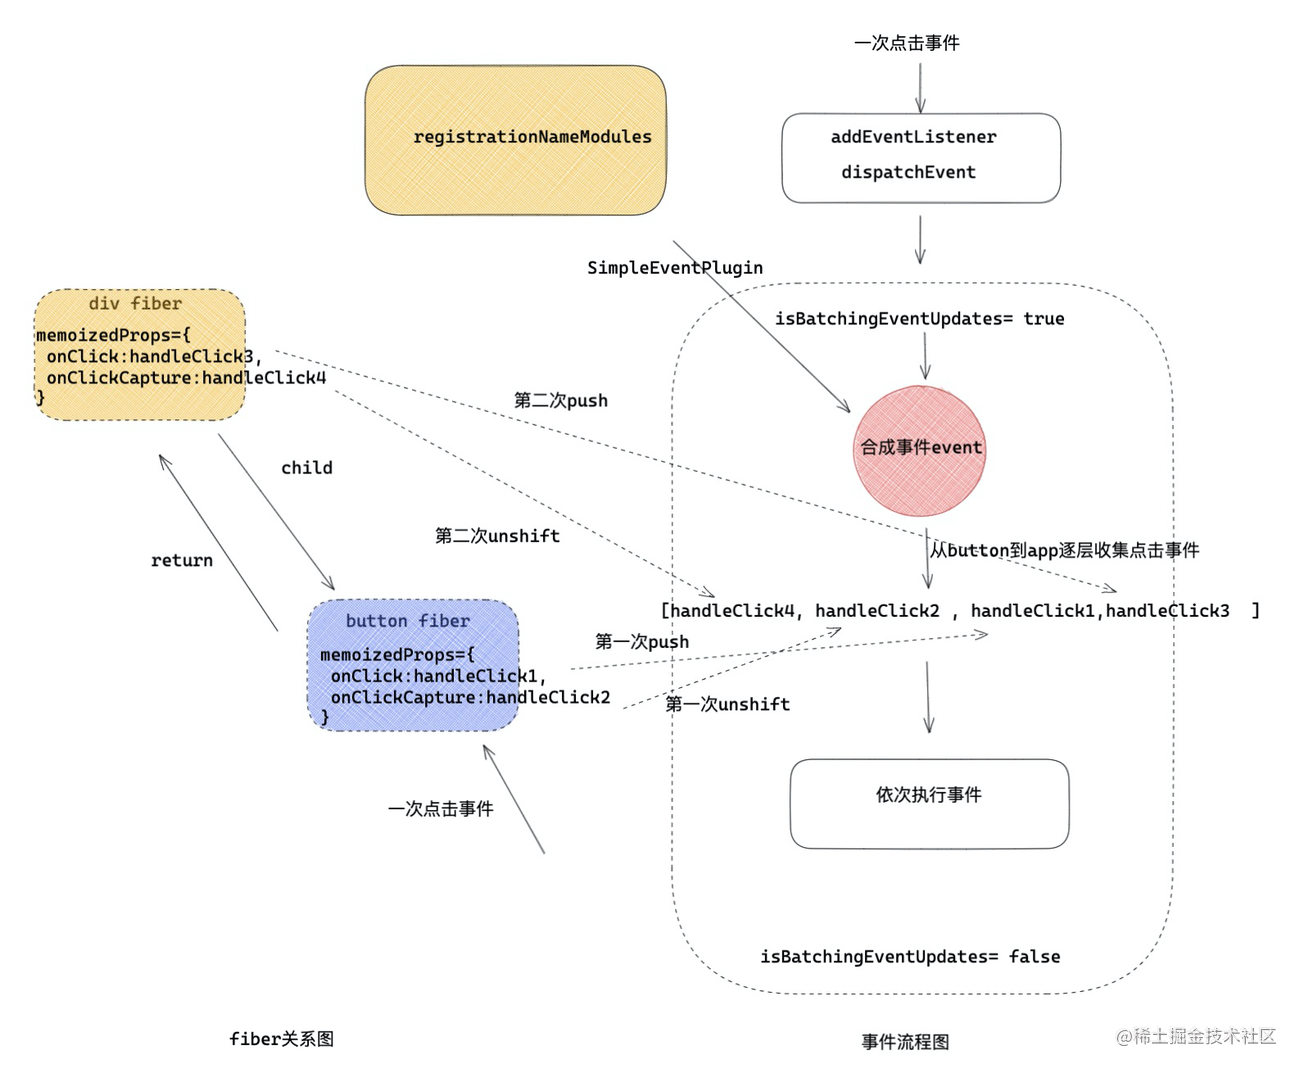 一次点击事件
registrationNameModules
addEventListener
dispatchEvent
SimpleEventPlugin
div fiber
memoizedProps={
onClick:handleClick3,
onClickCapture:handleClick4
}
isBatchingEventUpdates= true
第二次push
合成事件event
child
第二次unshift
return
从button到app逐层收集点击事件
[handleClick4, handleClick2 , handleClick1,handleClick3 ]
button fiber
memoizedProps={
onClick:handleClick1,
onClickCapture:handleClick2
}
第一次push
第一次unshift
一次点击事件
依次执行事件
isBatchingEventUpdates= false
fiber关系图
事件流程图
@稀土掘金技术社区